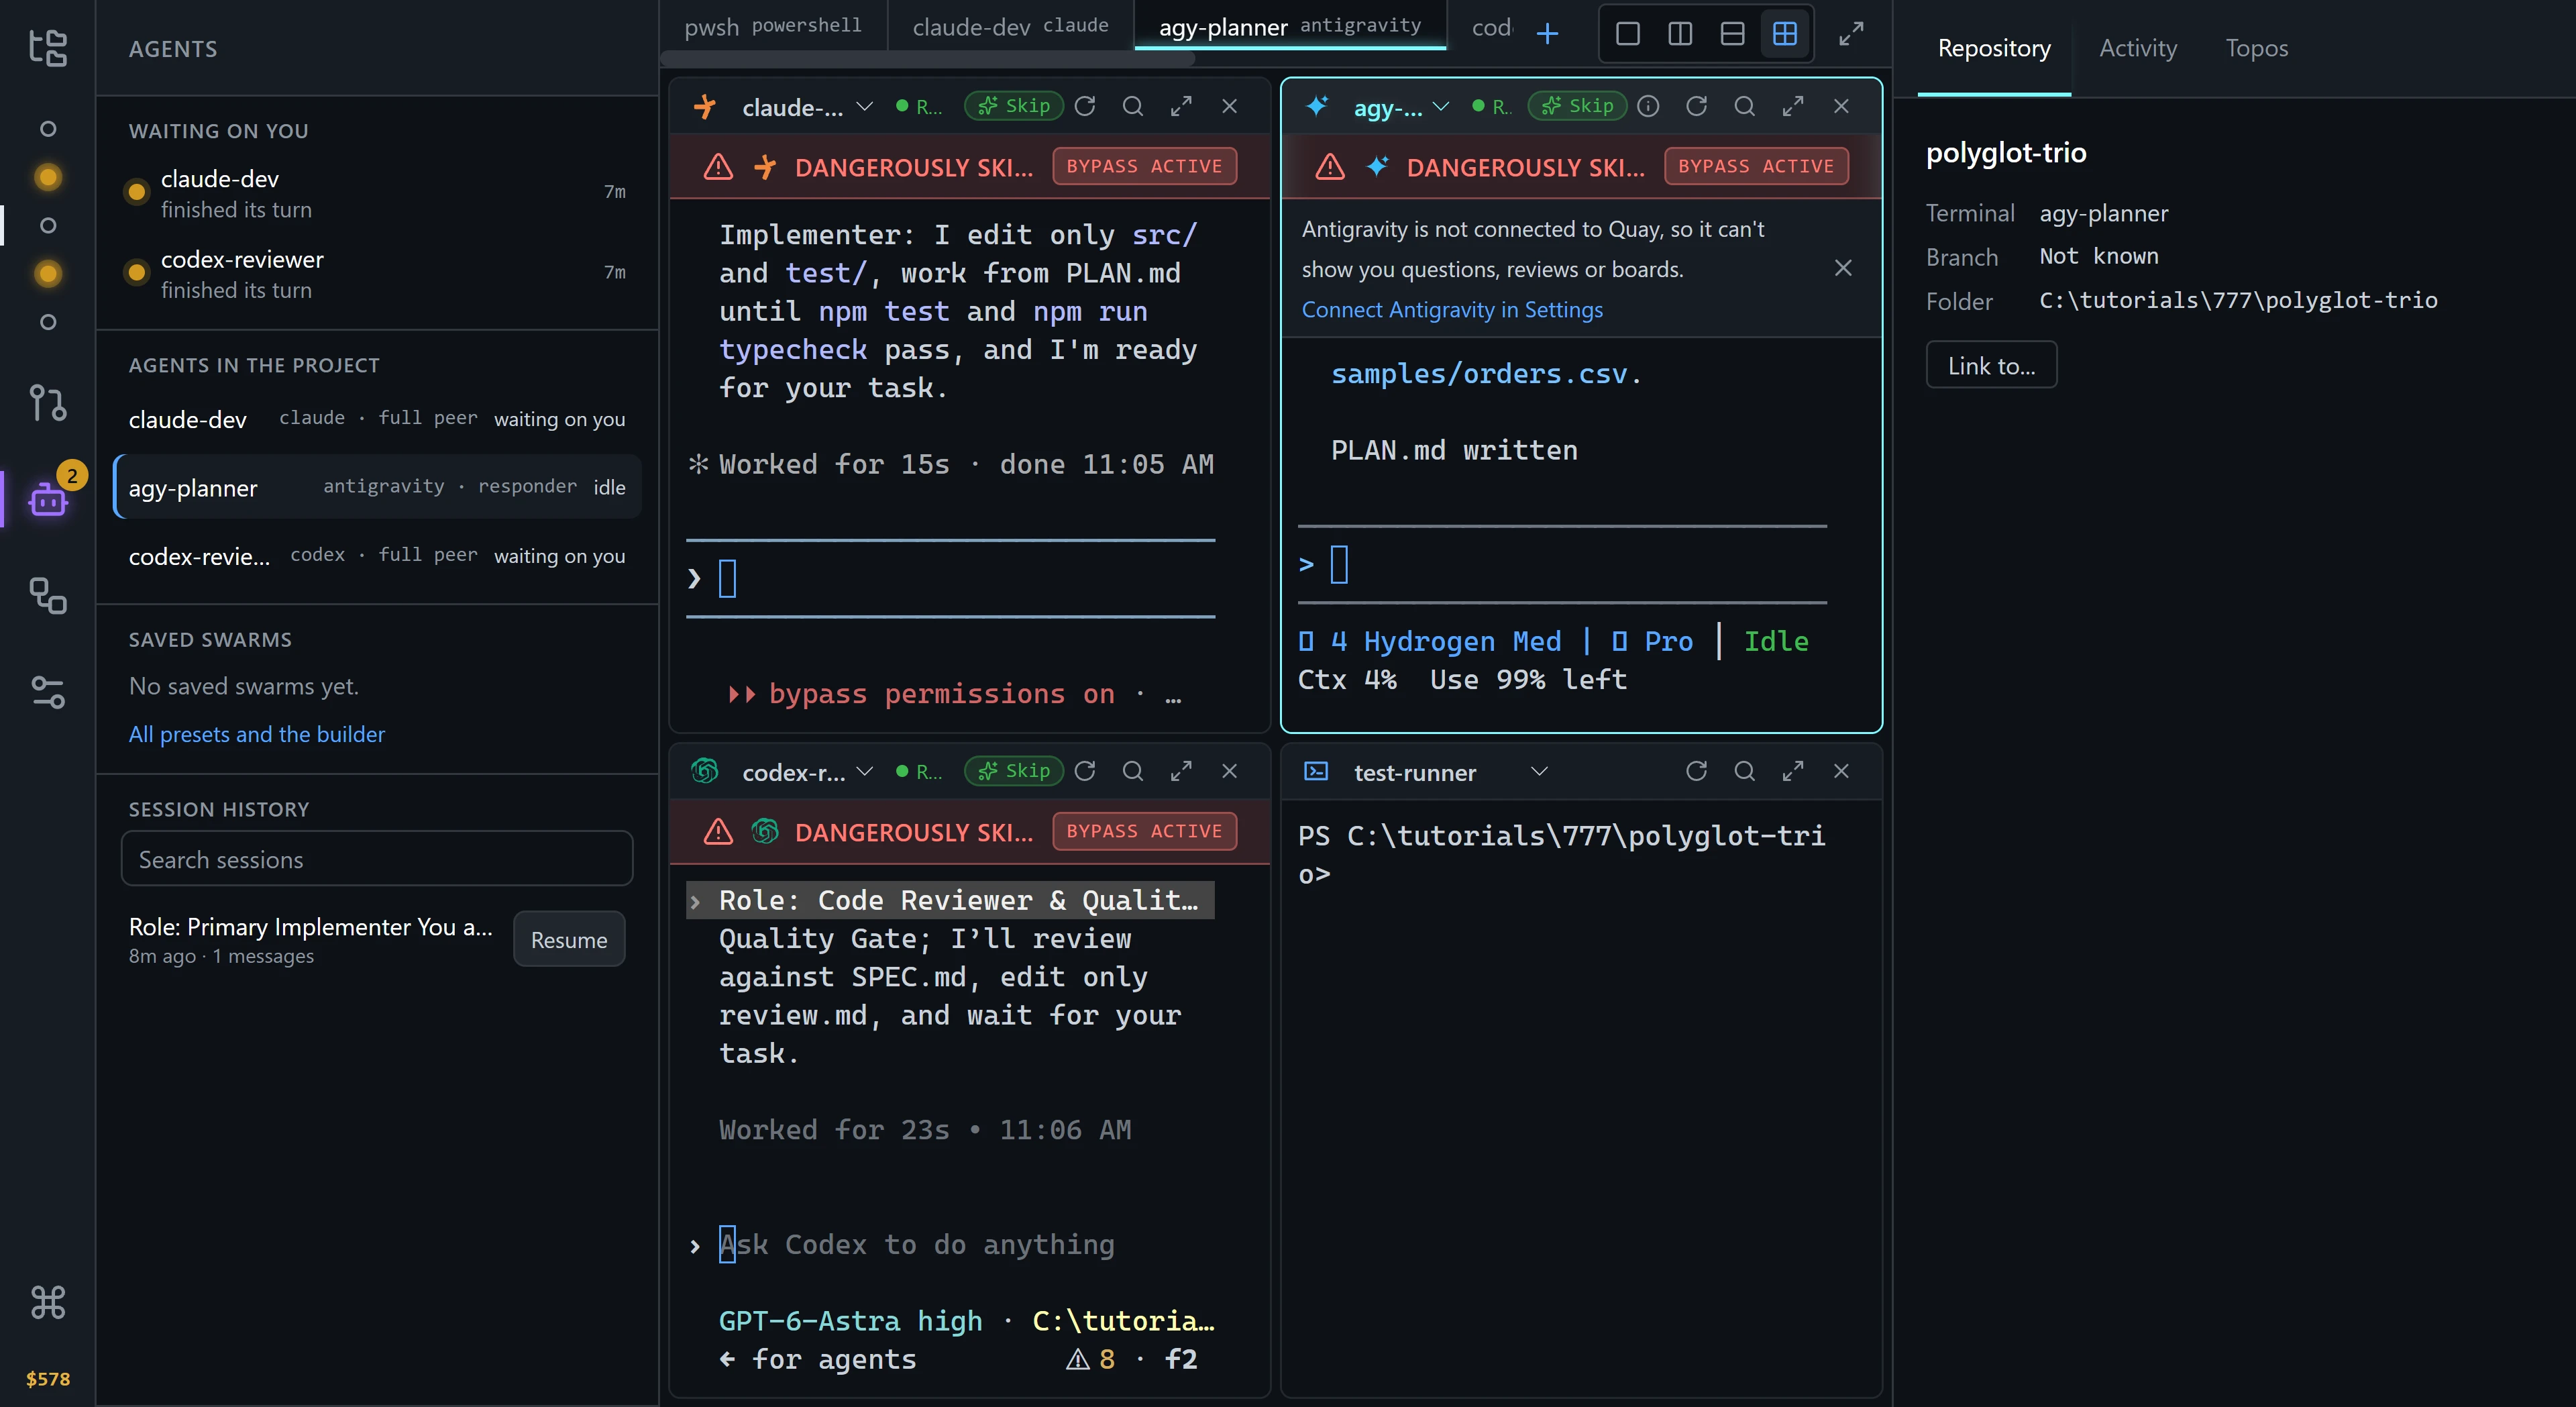 AGENTS
WAITING ON YOU
claude-dev
finished its turn
7m
codex-reviewer
finished its turn
7m
AGENTS IN THE PROJECT
claude-dev claude · full peer waiting on you
agy-planner antigravity · responder idle
codex-revie... codex · full peer waiting on you
SAVED SWARMS
No saved swarms yet.
All presets and the builder
SESSION HISTORY
Search sessions
Role: Primary Implementer You a...
8m ago · 1 messages
Resume
2
$578
pwsh powershell
claude-dev claude
agy-planner antigravity
cod
claude-... R... Skip
DANGEROUSLY SKI... BYPASS ACTIVE
Implementer: I edit only src/
and test/, work from PLAN.md
until npm test and npm run
typecheck pass, and I'm ready
for your task.
✻ Worked for 15s · done 11:05 AM
❯
bypass permissions on · …
agy-... R.. Skip
DANGEROUSLY SKI... BYPASS ACTIVE
Antigravity is not connected to Quay, so it can't
show you questions, reviews or boards.
Connect Antigravity in Settings
samples/orders.csv.
PLAN.md written
>
4 Hydrogen Med | Pro | Idle
Ctx 4% Use 99% left
codex-r... R... Skip
DANGEROUSLY SKI... BYPASS ACTIVE
› Role: Code Reviewer & Qualit…
Quality Gate; I’ll review
against SPEC.md, edit only
review.md, and wait for your
task.
Worked for 23s • 11:06 AM
› Ask Codex to do anything
GPT-6-Astra high · C:\tutoria…
← for agents ⚠ 8 · f2
test-runner
PS C:\tutorials\777\polyglot-tri
o>
Repository Activity Topos
polyglot-trio
Terminal agy-planner
Branch Not known
Folder C:\tutorials\777\polyglot-trio
Link to...